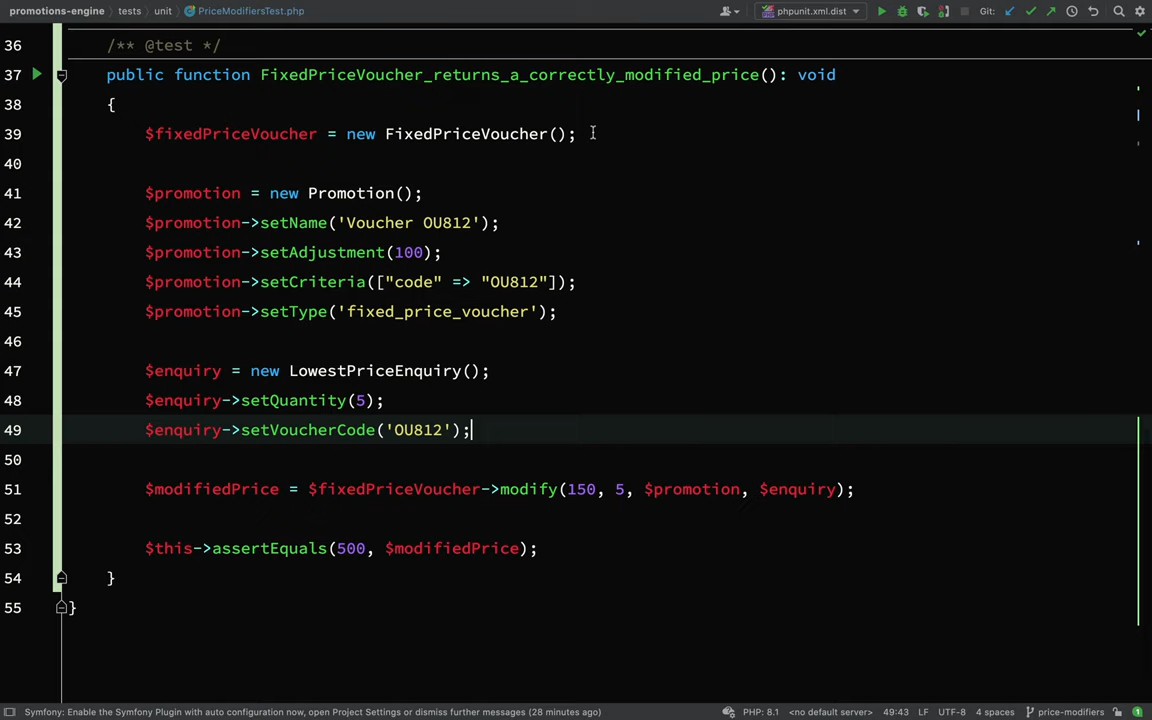 promotions-engine › tests › unit › PriceModifiersTest.php
phpunit.xml.dist
Git:
36 /** @test */
37 public function FixedPriceVoucher_returns_a_correctly_modified_price(): void
38 {
39 $fixedPriceVoucher = new FixedPriceVoucher();
40
41 $promotion = new Promotion();
42 $promotion->setName('Voucher OU812');
43 $promotion->setAdjustment(100);
44 $promotion->setCriteria(["code" => "OU812"]);
45 $promotion->setType('fixed_price_voucher');
46
47 $enquiry = new LowestPriceEnquiry();
48 $enquiry->setQuantity(5);
49 $enquiry->setVoucherCode('OU812');
50
51 $modifiedPrice = $fixedPriceVoucher->modify(150, 5, $promotion, $enquiry);
52
53 $this->assertEquals(500, $modifiedPrice);
54 }
55 }
Symfony: Enable the Symfony Plugin with auto configuration now, open Project Settings or dismiss further messages (28 minutes ago)
PHP: 8.1 <no default server> 49:43 LF UTF-8 4 spaces price-modifiers 1